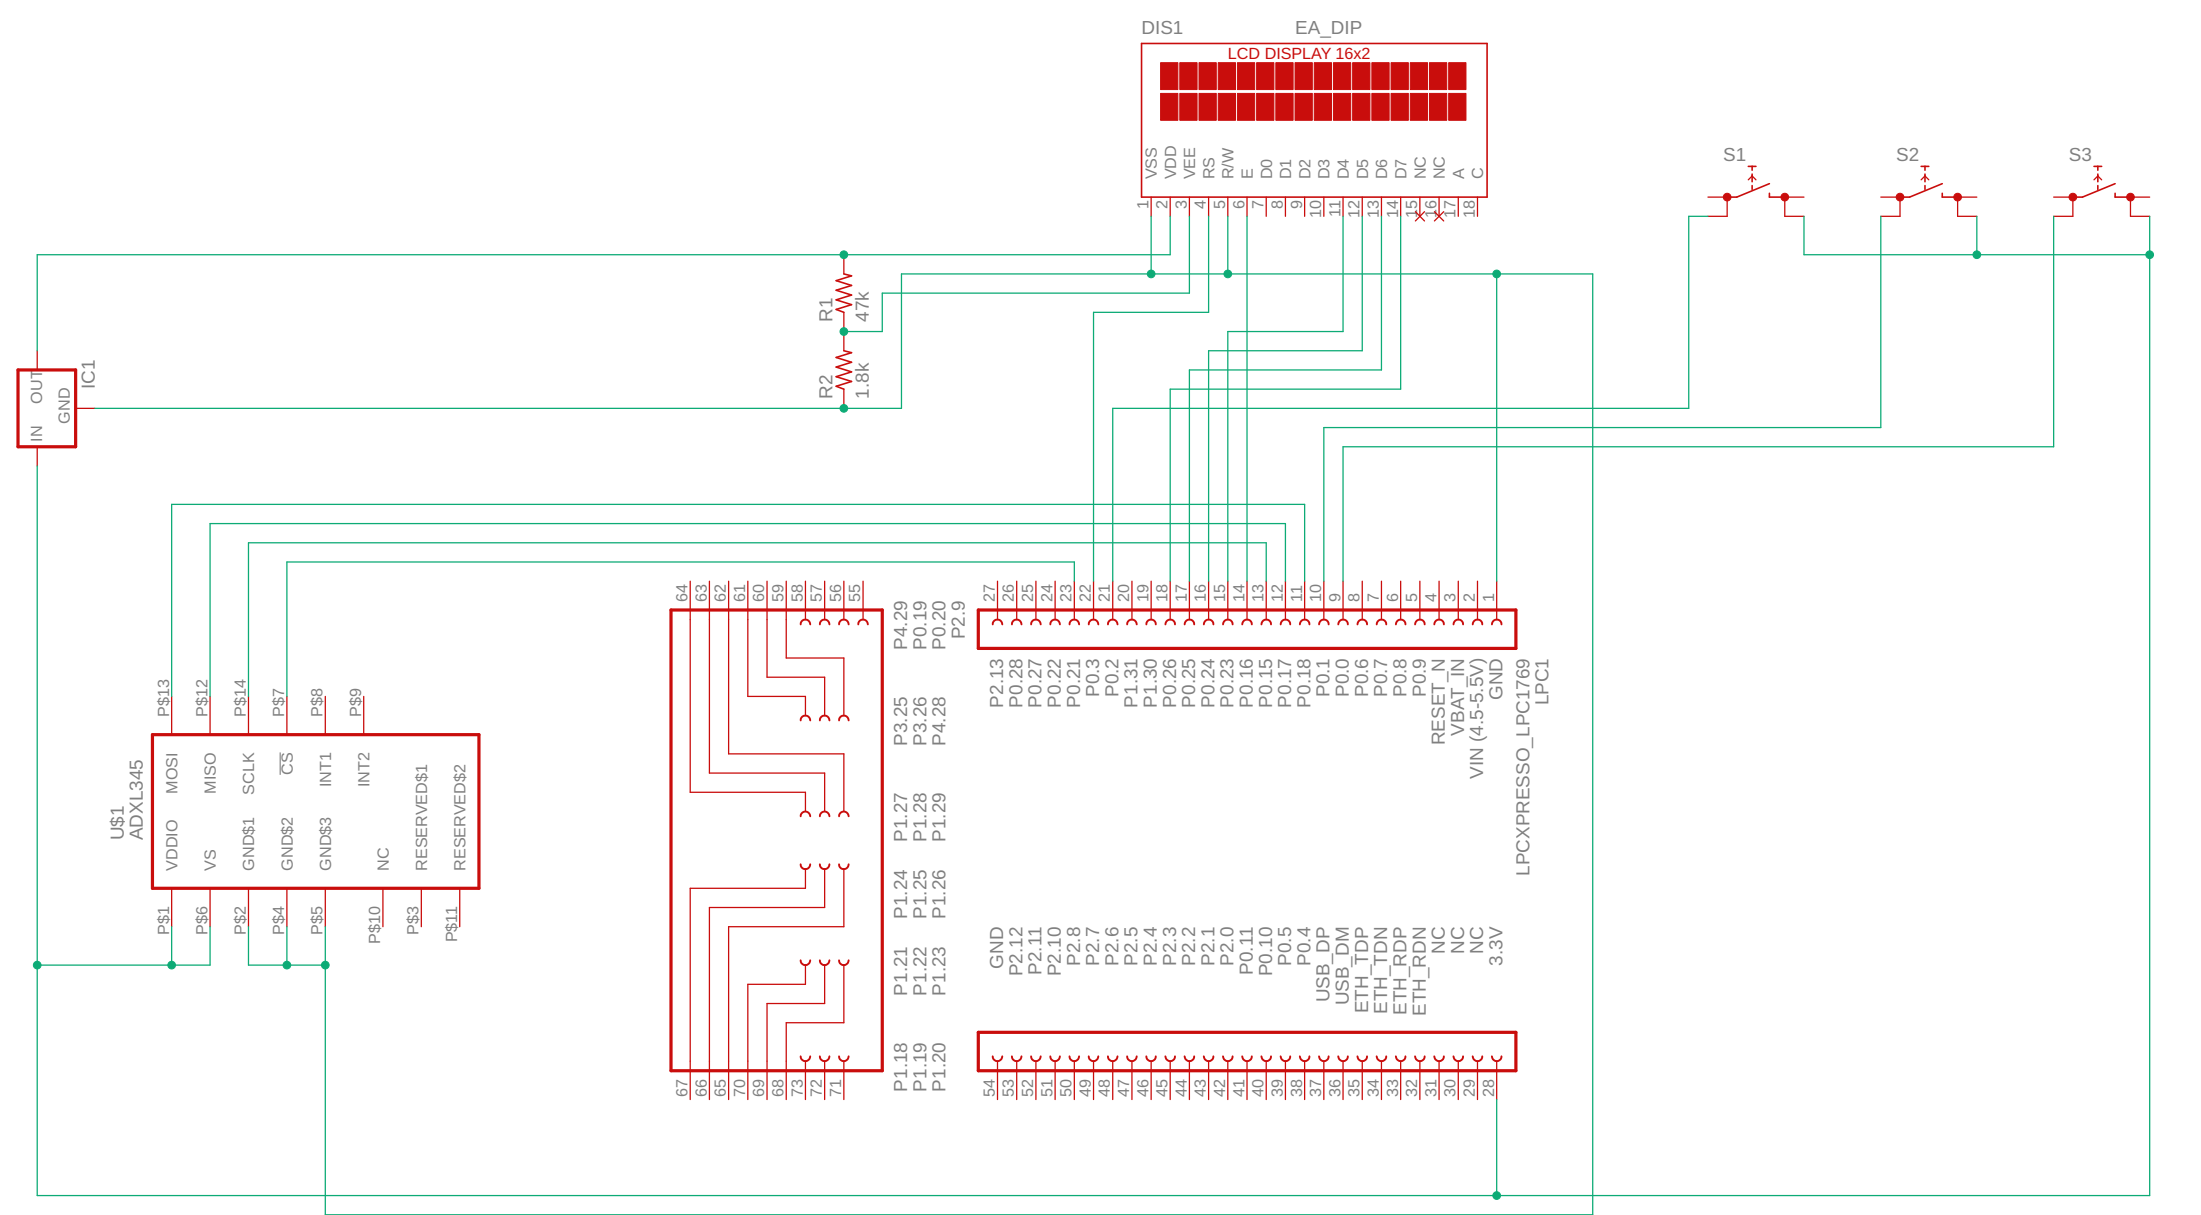 DIS1 EA_DIP
LCD DISPLAY 16x2
VSS VDD VEE RS R/W E D0 D1 D2 D3 D4 D5 D6 D7 NC NC A C
1 2 3 4 5 6 7 8 9 10 11 12 13 14 15 16 17 18
S1 S2 S3
R1 47k
R2 1.8k
IC1
OUT
GND
IN
64 63 62 61 60 59 58 57 56 55
P4.29 P0.19 P0.20 P2.9
P3.25 P3.26 P4.28
P1.27 P1.28 P1.29
P1.24 P1.25 P1.26
P1.21 P1.22 P1.23
P1.18 P1.19 P1.20
67 66 65 70 69 68 73 72 71
27 26 25 24 23 22 21 20 19 18 17 16 15 14 13 12 11 10 9 8 7 6 5 4 3 2 1
P2.13 P0.28 P0.27 P0.22 P0.21 P0.3 P0.2 P1.31 P1.30 P0.26 P0.25 P0.24 P0.23 P0.16 P0.15 P0.17 P0.18 P0.1 P0.0 P0.6 P0.7 P0.8 P0.9 RESET_N VBAT_IN VIN (4.5-5.5V) GND
LPCXPRESSO_LPC1769
LPC1
GND P2.12 P2.11 P2.10 P2.8 P2.7 P2.6 P2.5 P2.4 P2.3 P2.2 P2.1 P2.0 P0.11 P0.10 P0.5 P0.4 USB_DP USB_DM ETH_TDP ETH_TDN ETH_RDP ETH_RDN NC NC NC 3.3V
54 53 52 51 50 49 48 47 46 45 44 43 42 41 40 39 38 37 36 35 34 33 32 31 30 29 28
P$13 P$12 P$14 P$7 P$8 P$9
U$1
ADXL345
MOSI MISO SCLK CS INT1 INT2
VDDIO VS GND$1 GND$2 GND$3 NC RESERVED$1 RESERVED$2
P$1 P$6 P$2 P$4 P$5 P$10 P$3 P$11